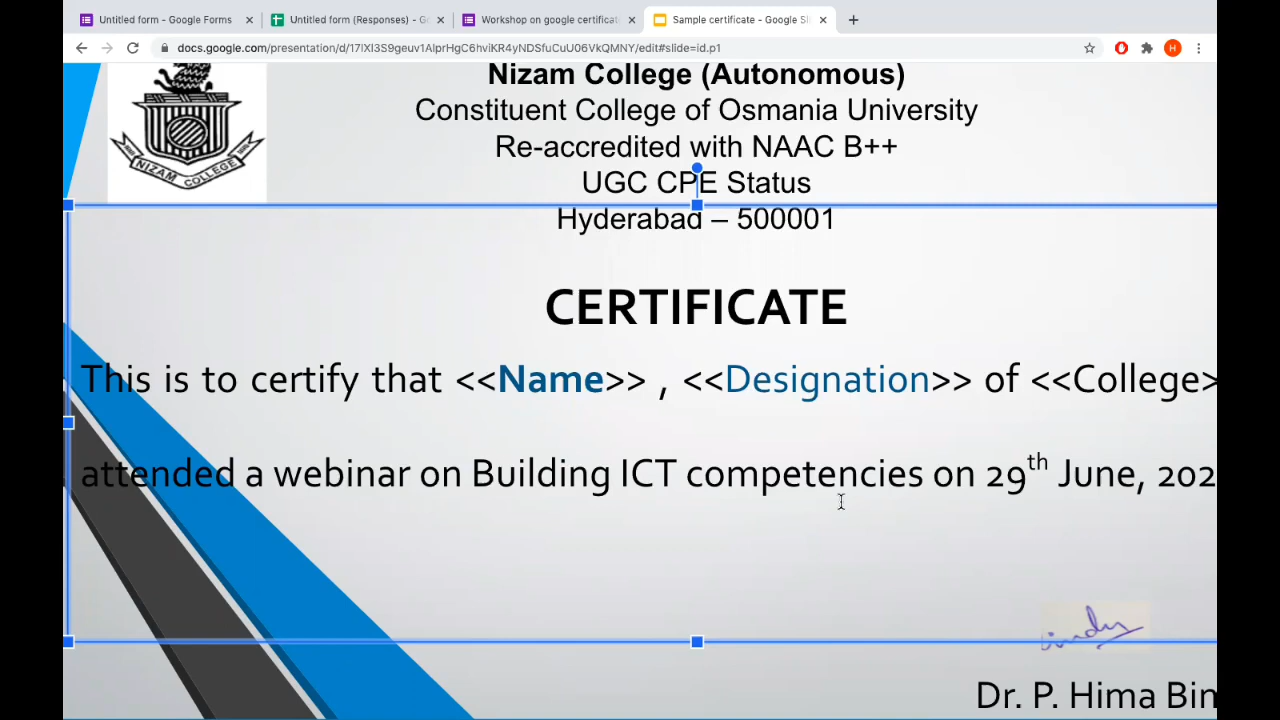 Untitled form - Google Forms
Untitled form (Responses) - G
Workshop on google certificat
Sample certificate - Google Sl
docs.google.com/presentation/d/17lXI3S9geuv1AlprHgC6hviKR4yNDSfuCuU06VkQMNY/edit#slide=id.p1
H
NIZAM COLLEGE
Nizam College (Autonomous)
Constituent College of Osmania University
Re-accredited with NAAC B++
UGC CPE Status
Hyderabad – 500001
CERTIFICATE
This is to certify that <<Name>> , <<Designation>> of <<College>
attended a webinar on Building ICT competencies on 29th June, 202
Dr. P. Hima Bin